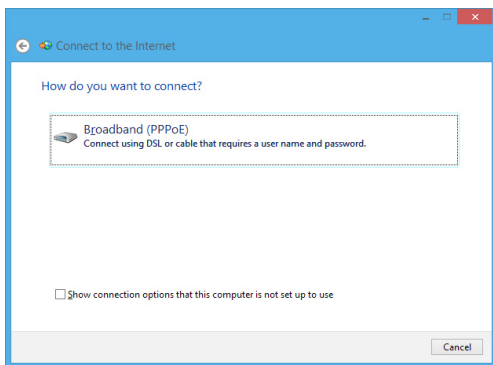 Connect to the Internet
How do you want to connect?
Broadband (PPPoE)
Connect using DSL or cable that requires a user name and password.
Show connection options that this computer is not set up to use
Cancel